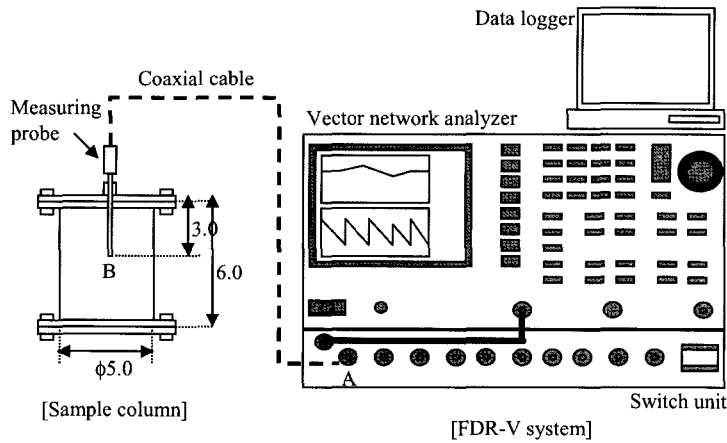 Data logger
Coaxial cable
Measuring
probe
Vector network analyzer
3.0
B
6.0
A
ϕ5.0
Switch unit
[Sample column]
[FDR-V system]